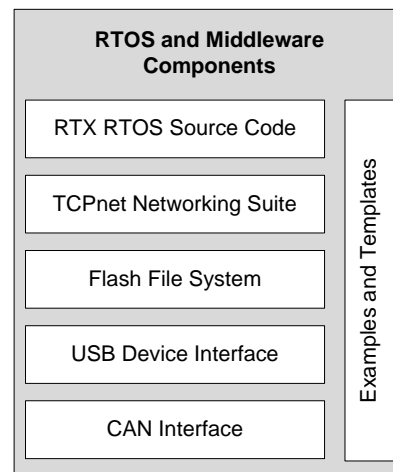 RTOS and Middleware
Components
RTX RTOS Source Code
TCPnet Networking Suite
Flash File System
USB Device Interface
CAN Interface
Examples and Templates